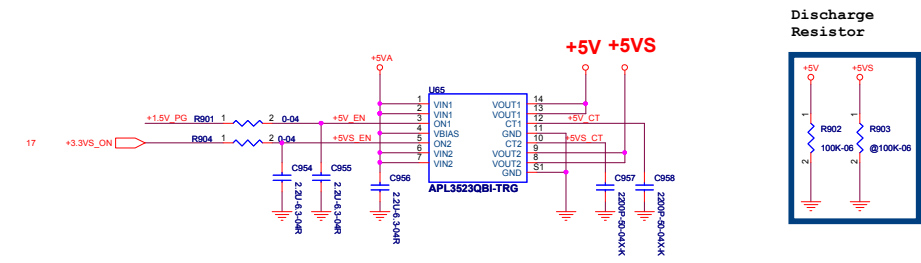 Discharge
Resistor
+5V +5VS
+5VA
+5V
+5VS
U65
1 VIN1 VOUT1 14
2 VIN1 VOUT1 13
+1.5V_PG R901 1 2 0-04 +5V_EN 3 ON1 CT1 12 +5V_CT
4 VBIAS GND 11
17 +3.3VS_ON R904 1 2 0-04 +5VS_EN 5 ON2 CT2 10 +5VS_CT
6 VIN2 VOUT2 9
7 VIN2 VOUT2 8
GND S1
APL3523QBI-TRG
1 R902 2
100K-06
1 R903 2
@100K-06
C954
2.2U-6.3-04R
C955
2.2U-6.3-04R
C956
2.2U-6.3-04R
C957
2200P-50-04X-K
C958
2200P-50-04X-K